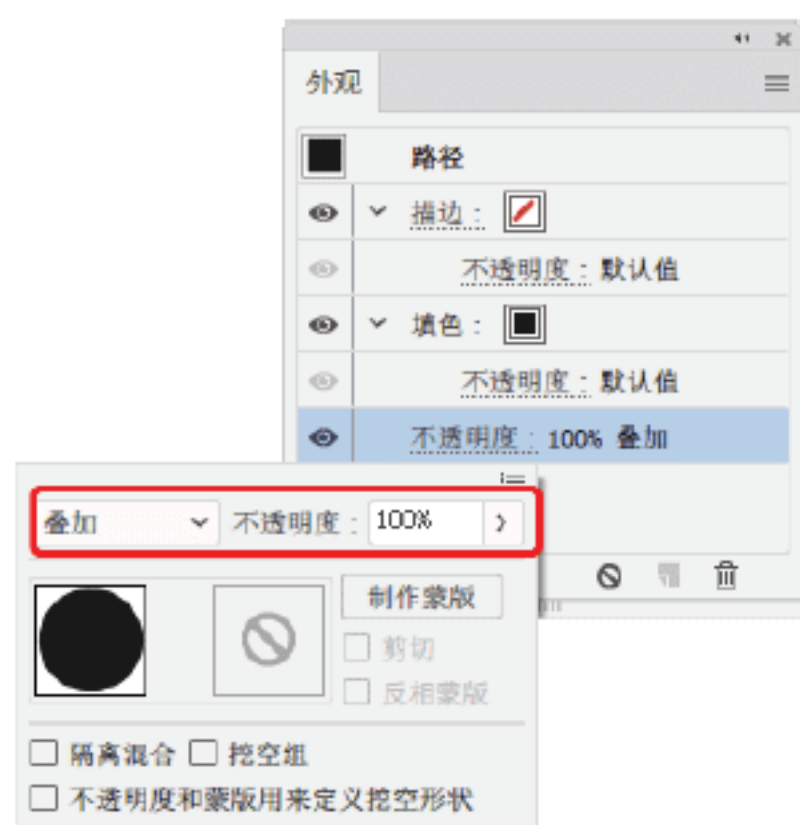 外观
路径
描边：
不透明度：默认值
填色：
不透明度：默认值
不透明度：100% 叠加
叠加 不透明度：100%
制作蒙版
剪切
反相蒙版
隔离混合 挖空组
不透明度和蒙版用来定义挖空形状